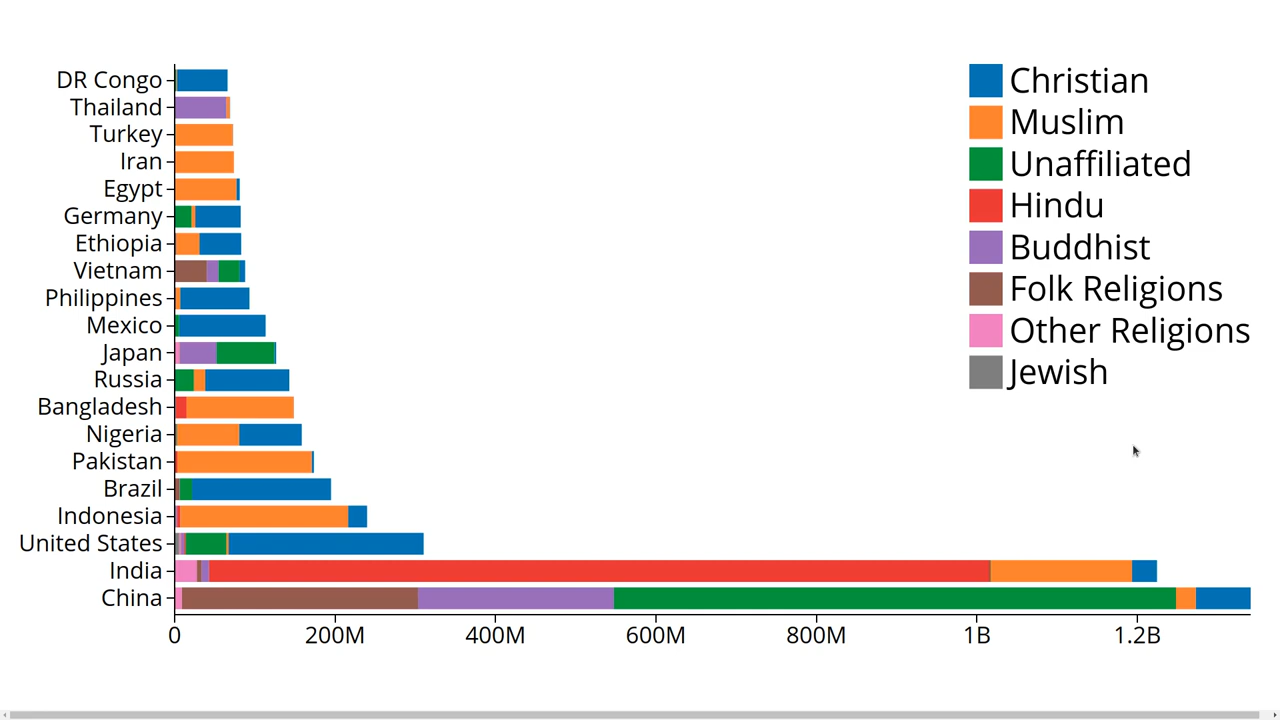 DR Congo
Thailand
Turkey
Iran
Egypt
Germany
Ethiopia
Vietnam
Philippines
Mexico
Japan
Russia
Bangladesh
Nigeria
Pakistan
Brazil
Indonesia
United States
India
China
0 200M 400M 600M 800M 1B 1.2B
Christian
Muslim
Unaffiliated
Hindu
Buddhist
Folk Religions
Other Religions
Jewish